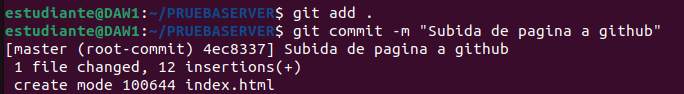 estudiante@DAW1:~/PRUEBASERVER$ git add .
estudiante@DAW1:~/PRUEBASERVER$ git commit -m "Subida de pagina a github"
[master (root-commit) 4ec8337] Subida de pagina a github
 1 file changed, 12 insertions(+)
 create mode 100644 index.html